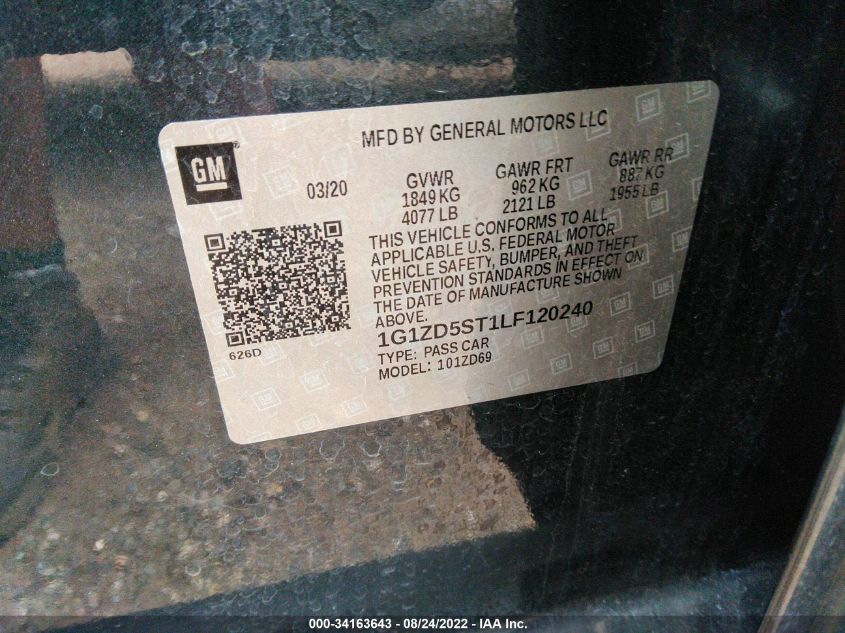 MFD BY GENERAL MOTORS LLC
GM
03/20
GVWR GAWR FRT GAWR RR
1849 KG 962 KG 887 KG
4077 LB 2121 LB 1955 LB
THIS VEHICLE CONFORMS TO ALL
APPLICABLE U.S. FEDERAL MOTOR
VEHICLE SAFETY, BUMPER, AND THEFT
PREVENTION STANDARDS IN EFFECT ON
THE DATE OF MANUFACTURE SHOWN
ABOVE.
1G1ZD5ST1LF120240
TYPE: PASS CAR
MODEL: 101ZD69
626D
000-34163643 - 08/24/2022 - IAA Inc.